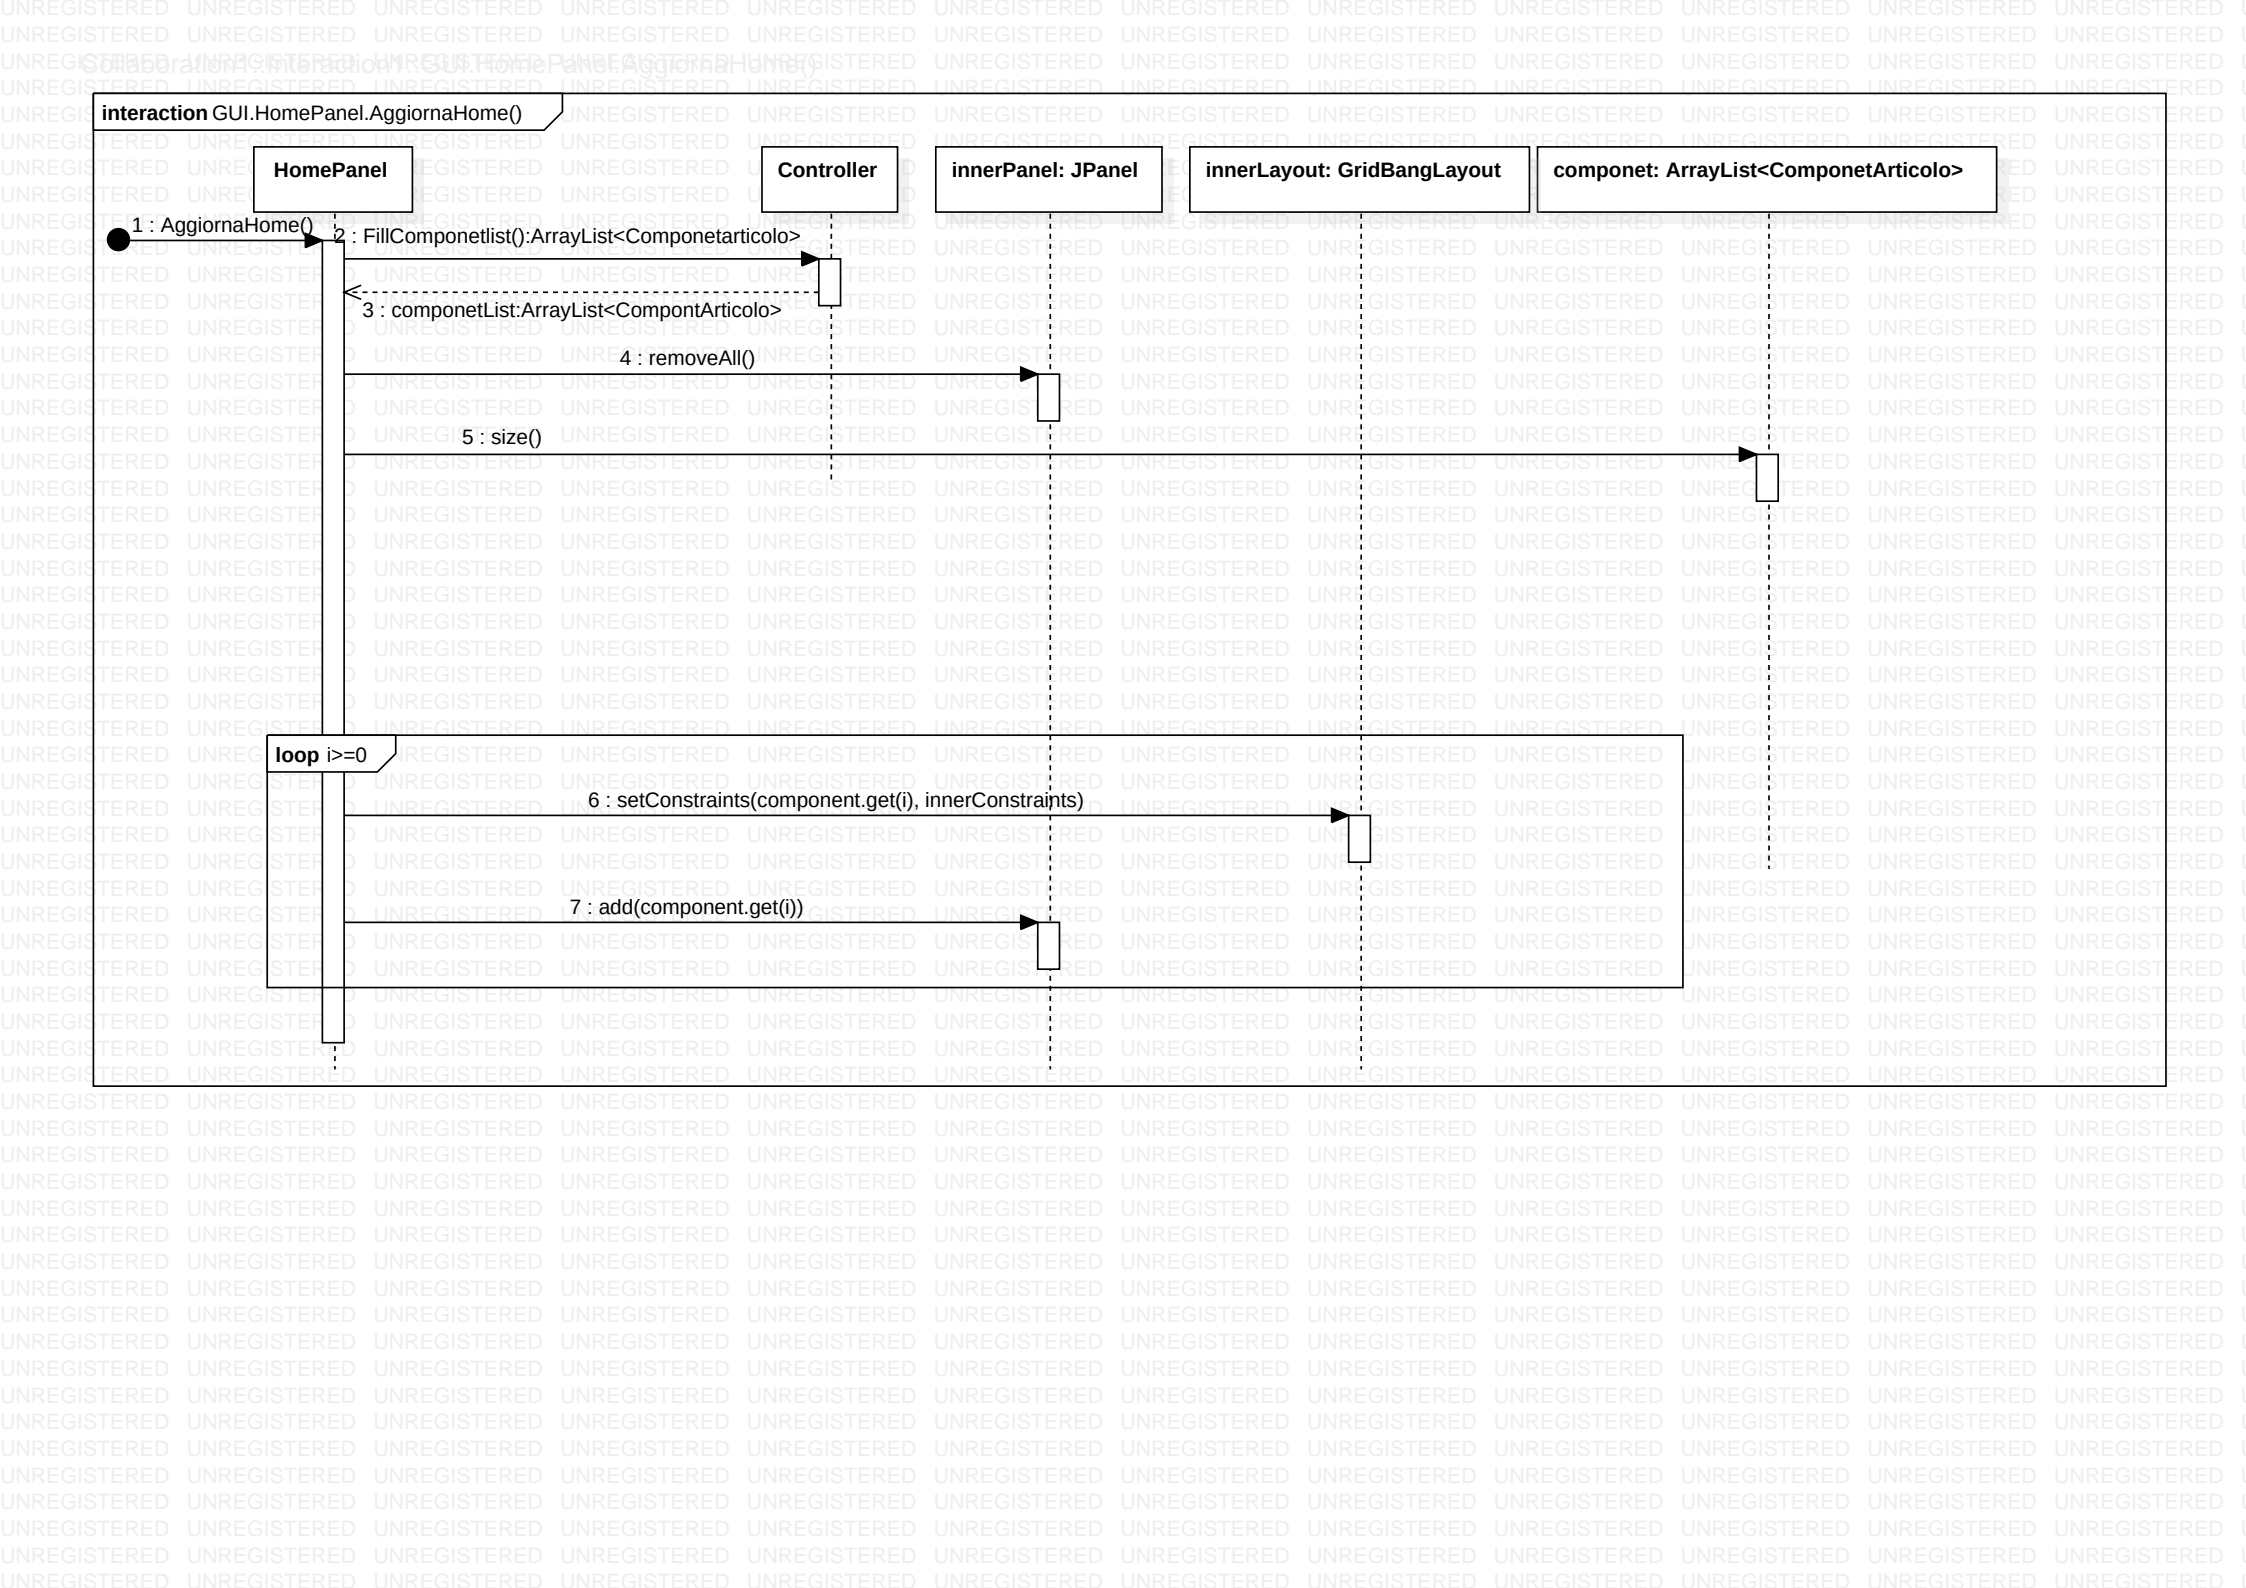 Collaboration1::Interaction1::GUI.HomePanel.AggiornaHome()
interaction GUI.HomePanel.AggiornaHome()
HomePanel
Controller
innerPanel: JPanel
innerLayout: GridBangLayout
componet: ArrayList<ComponetArticolo>
1 : AggiornaHome()
2 : FillComponetlist():ArrayList<Componetarticolo>
3 : componetList:ArrayList<CompontArticolo>
4 : removeAll()
5 : size()
loop i>=0
6 : setConstraints(component.get(i), innerConstraints)
7 : add(component.get(i))
UNREGISTERED